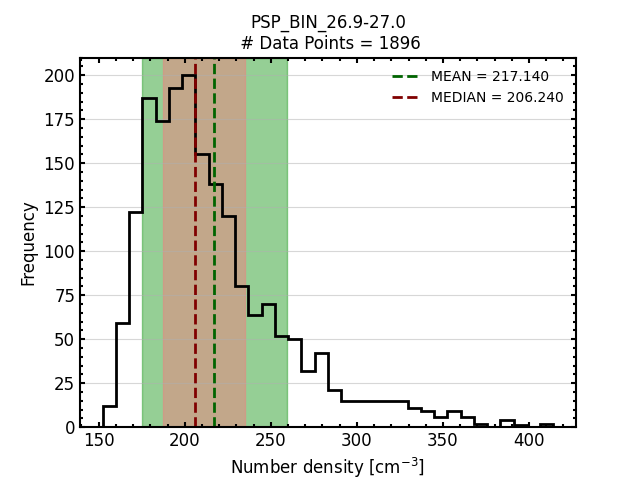 PSP_BIN_26.9-27.0
# Data Points = 1896
MEAN = 217.140
MEDIAN = 206.240
200
175
150
125
100
75
50
25
0
Frequency
150 200 250 300 350 400
Number density [cm⁻³]